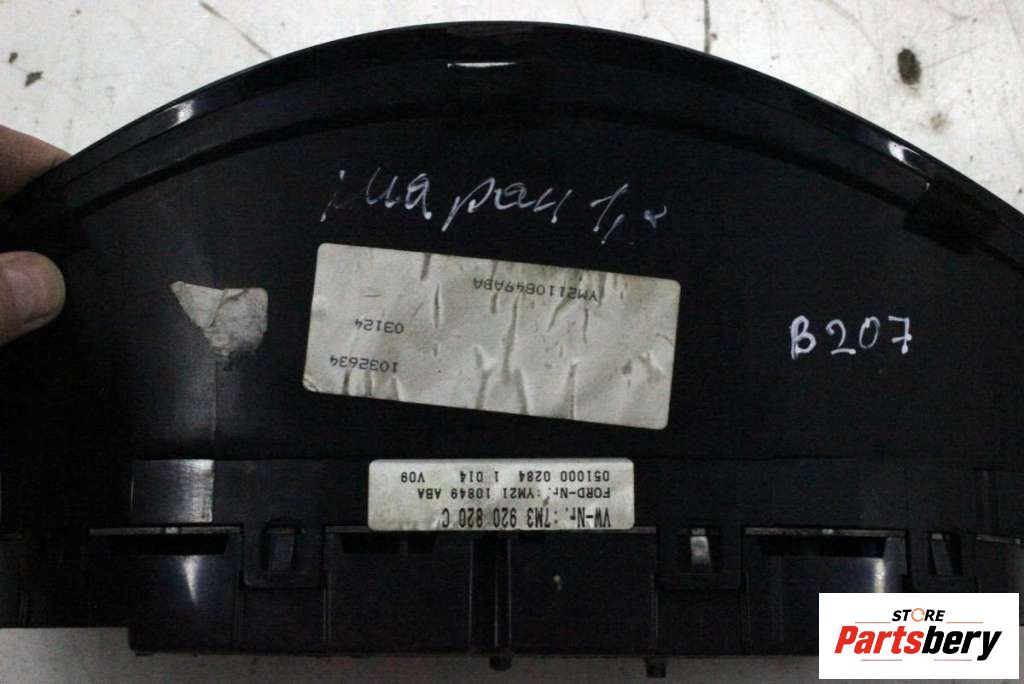 шаран 1,8
YM2110849ABA
03124
1032634
B207
VW-Nr.:7M3 920 820 C
FORD-Nr.:YM21 10849 ABA
051000 0284 1 014 V09
STORE
Partsbery